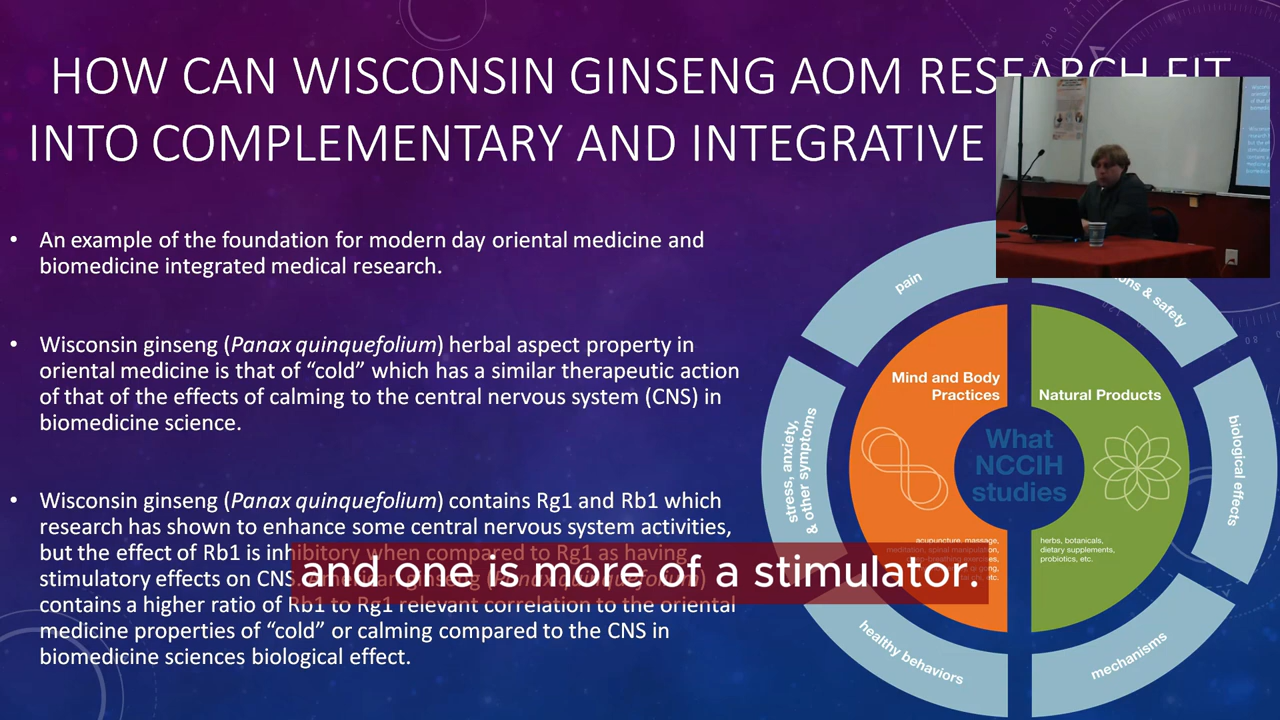 HOW CAN WISCONSIN GINSENG AOM RESEARCH FIT
INTO COMPLEMENTARY AND INTEGRATIVE
• An example of the foundation for modern day oriental medicine and
biomedicine integrated medical research.
• Wisconsin ginseng (Panax quinquefolium) herbal aspect property in
oriental medicine is that of “cold” which has a similar therapeutic action
of that of the effects of calming to the central nervous system (CNS) in
biomedicine science.
• Wisconsin ginseng (Panax quinquefolium) contains Rg1 and Rb1 which
research has shown to enhance some central nervous system activities,
but the effect of Rb1 is inhibitory when compared to Rg1 as having
stimulatory effects on CNS. American ginseng (Panax quinquefolium)
contains a higher ratio of Rb1 to Rg1 relevant correlation to the oriental
medicine properties of “cold” or calming compared to the CNS in
biomedicine sciences biological effect.
and one is more of a stimulator.
pain
& safety
stress, anxiety,
& other symptoms
biological effects
healthy behaviors
mechanisms
Mind and Body
Practices
Natural Products
What
NCCIH
studies
acupuncture, massage,
meditation, spinal manipulation,
herbs, botanicals,
dietary supplements,
probiotics, etc.